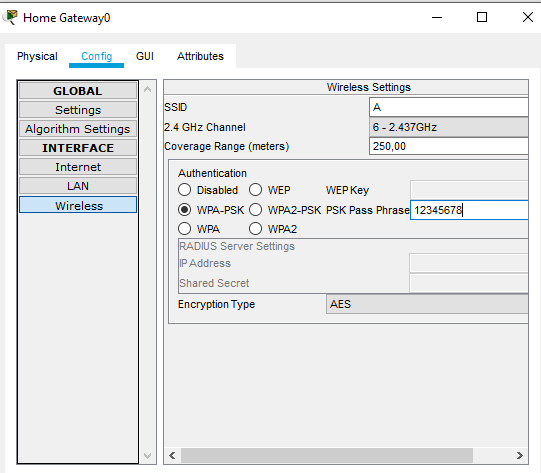 Home Gateway0
Physical Config GUI Attributes
GLOBAL
Settings
Algorithm Settings
INTERFACE
Internet
LAN
Wireless
Wireless Settings
SSID A
2.4 GHz Channel 6 - 2.437GHz
Coverage Range (meters) 250,00
Authentication
Disabled WEP WEP Key
WPA-PSK WPA2-PSK PSK Pass Phrase 12345678
WPA WPA2
RADIUS Server Settings
IP Address
Shared Secret
Encryption Type AES